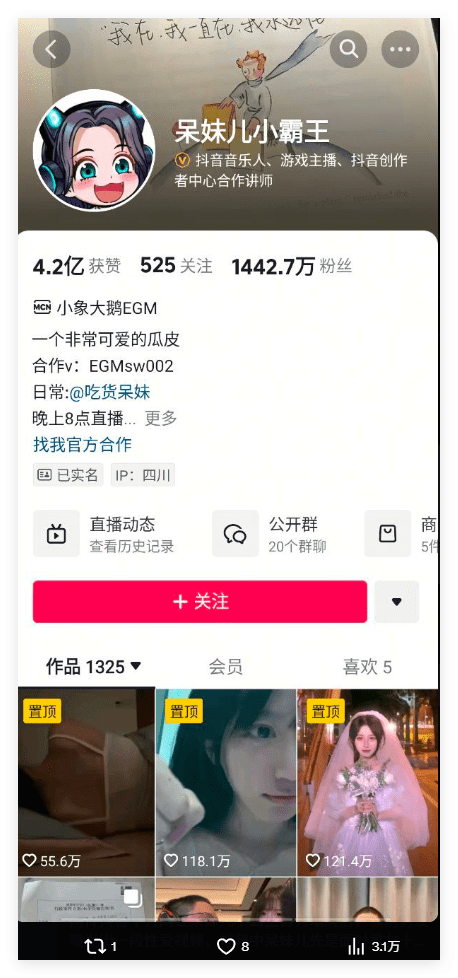 "我在，我一直在，我永远在"
呆妹儿小霸王
抖音音乐人、游戏主播、抖音创作
者中心合作讲师
4.2亿 获赞 525 关注 1442.7万 粉丝
MCN 小象大鹅EGM
一个非常可爱的瓜皮
合作v：EGMsw002
日常:@吃货呆妹
晚上8点直播... 更多
找我官方合作
已实名 IP：四川
直播动态 公开群 商
查看历史记录 20个群聊 5件
+ 关注
作品 1325 会员 喜欢 5
置顶 置顶 置顶
55.6万 118.1万 121.4万
1 8 3.1万